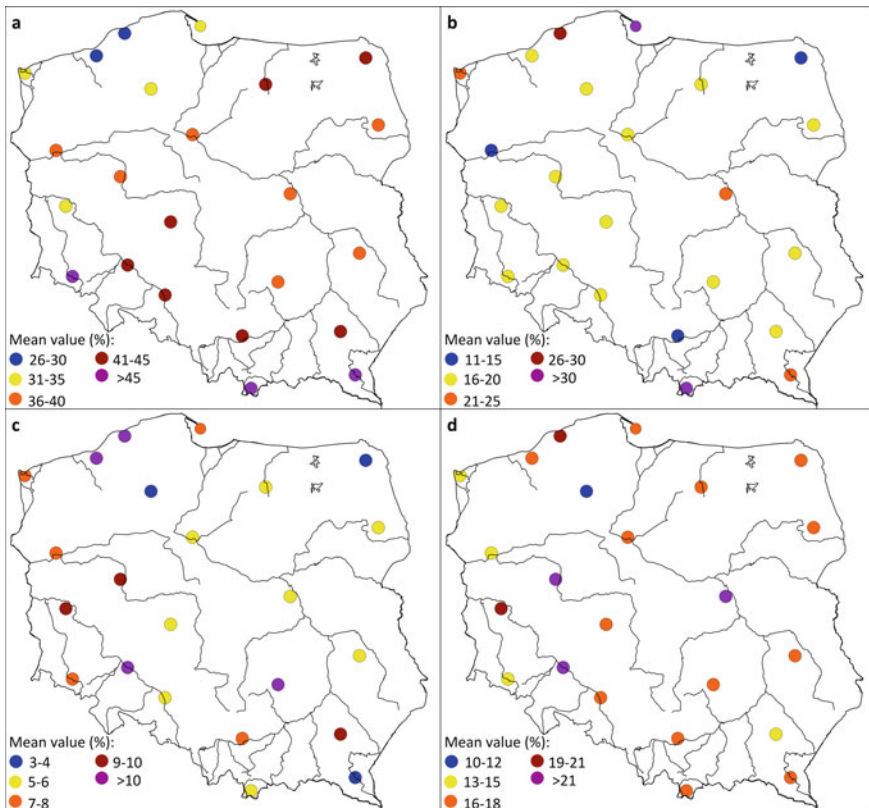 a
Mean value (%):
26-30 41-45
31-35 >45
36-40
b
Mean value (%):
11-15 26-30
16-20 >30
21-25
c
Mean value (%):
3-4 9-10
5-6 >10
7-8
d
Mean value (%):
10-12 19-21
13-15 >21
16-18